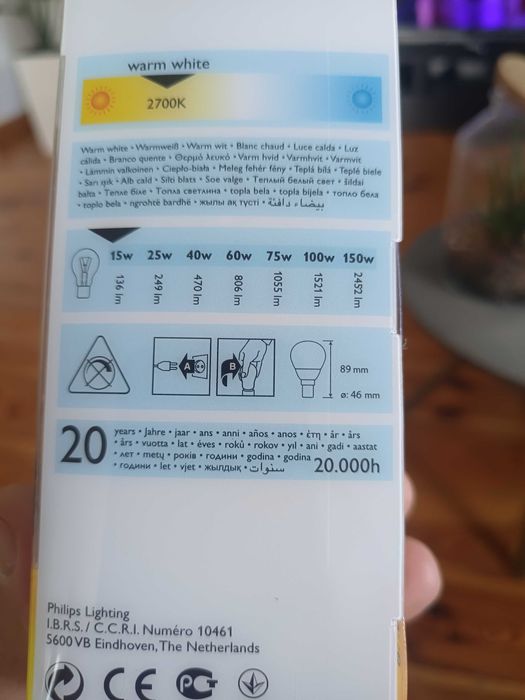 warm white
2700K
Warm white • Warmweiß • Warm wit • Blanc chaud • Luce calda • Luz
cálida • Branco quente • Θερμό λευκό • Varm hvid • Varmhvit • Varmvit
• Lämmin valkoinen • Ciepło-biała • Meleg fehér fény • Teplá bílá • Teplé biele
• Sarı ışık • Alb cald • Silti balts • Soe valge • Теплый белый свет • šildai
balta • Тепле біле • Топла светлина • topla bela • topla bijela • топло бела
• toplo bela • ngrohtë bardhë • жылы ақ түсті • بيضاء دافئة
15w 25w 40w 60w 75w 100w 150w
136 lm 249 lm 470 lm 806 lm 1055 lm 1521 lm 2452 lm
A B
89 mm
ø: 46 mm
20 years • Jahre • jaar • ans • anni • años • anos • έτη • år • års
• års • vuotta • lat • éves • roků • rokov • yıl • ani • gadi • aastat
• лет • metų • років • години • godina • godina
• години • let • vjet • жылдық • سنوات 20.000h
Philips Lighting
I.B.R.S./ C.C.R.I. Numéro 10461
5600 VB Eindhoven, The Netherlands
CE